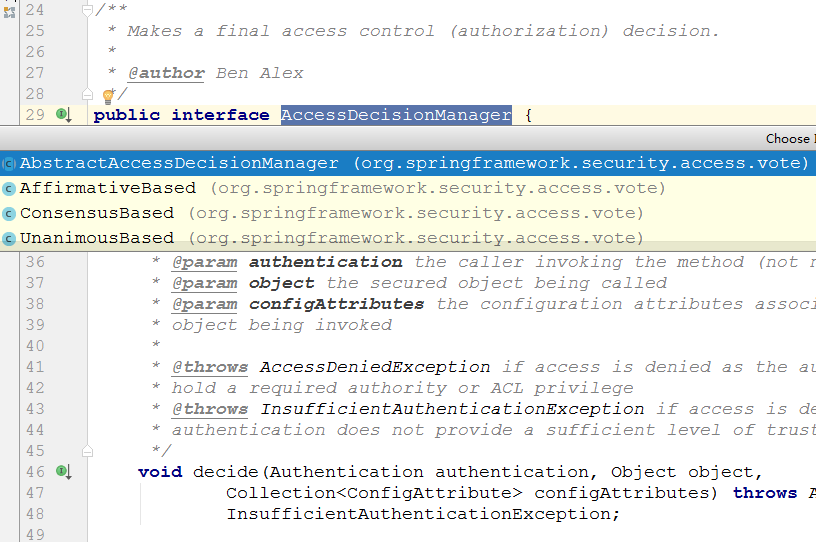 24 /**
25 * Makes a final access control (authorization) decision.
26 *
27 * @author Ben Alex
28 */
29 public interface AccessDecisionManager {
Choose
AbstractAccessDecisionManager (org.springframework.security.access.vote)
AffirmativeBased (org.springframework.security.access.vote)
ConsensusBased (org.springframework.security.access.vote)
UnanimousBased (org.springframework.security.access.vote)
36 * @param authentication the caller invoking the method (not
37 * @param object the secured object being called
38 * @param configAttributes the configuration attributes
39 * object being invoked
40 *
41 * @throws AccessDeniedException if access is denied as the
42 * hold a required authority or ACL privilege
43 * @throws InsufficientAuthenticationException if access is
44 * authentication does not provide a sufficient level of trust
45 */
46 void decide(Authentication authentication, Object object,
47 Collection<ConfigAttribute> configAttributes) throws
48 InsufficientAuthenticationException;
49